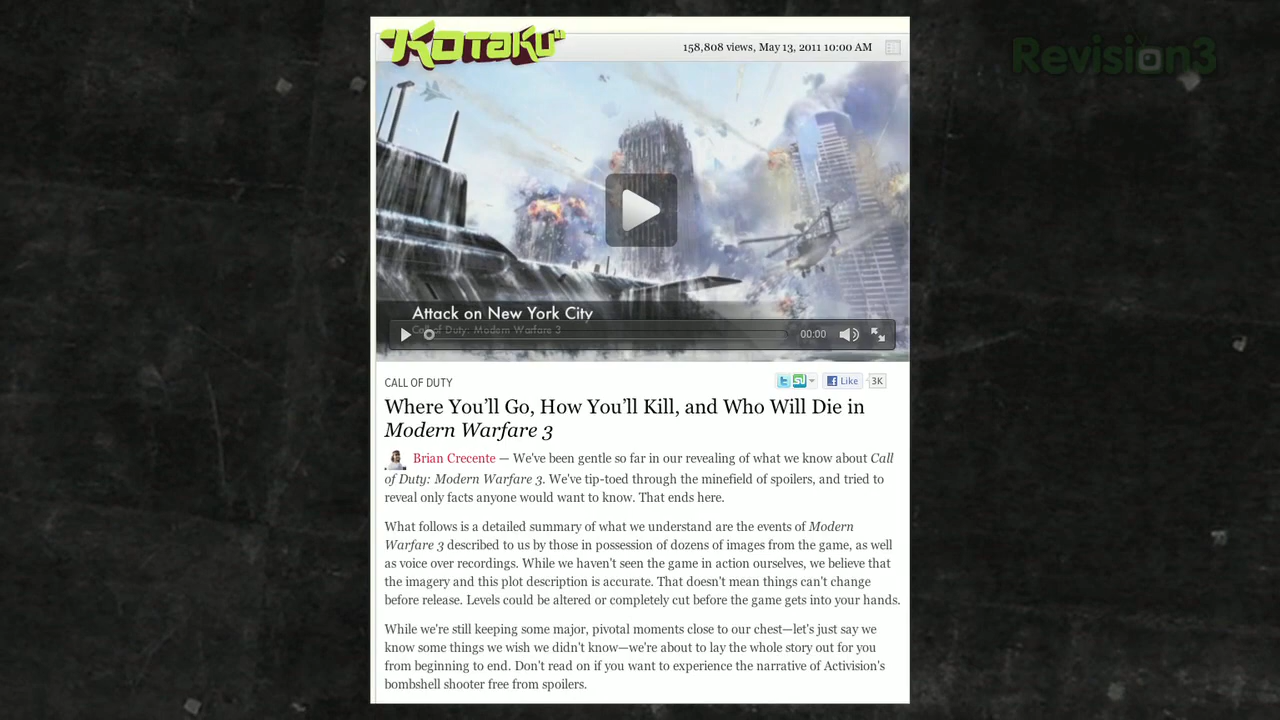 Kotaku
158,808 views, May 13, 2011 10:00 AM
Revision3
Attack on New York City
Call of Duty: Modern Warfare 3
00:00
CALL OF DUTY
Like
3K
Where You'll Go, How You'll Kill, and Who Will Die in
Modern Warfare 3
Brian Crecente — We've been gentle so far in our revealing of what we know about Call
of Duty: Modern Warfare 3. We've tip-toed through the minefield of spoilers, and tried to
reveal only facts anyone would want to know. That ends here.
What follows is a detailed summary of what we understand are the events of Modern
Warfare 3 described to us by those in possession of dozens of images from the game, as well
as voice over recordings. While we haven't seen the game in action ourselves, we believe that
the imagery and this plot description is accurate. That doesn't mean things can't change
before release. Levels could be altered or completely cut before the game gets into your hands.
While we're still keeping some major, pivotal moments close to our chest—let's just say we
know some things we wish we didn't know—we're about to lay the whole story out for you
from beginning to end. Don't read on if you want to experience the narrative of Activision's
bombshell shooter free from spoilers.